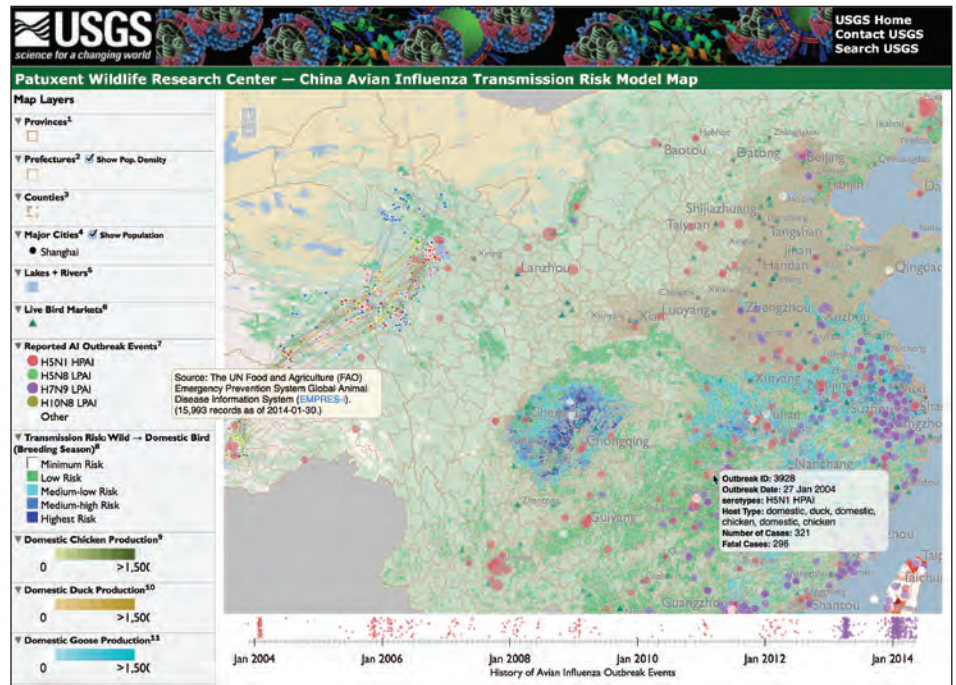 USGS
science for a changing world
USGS Home
Contact USGS
Search USGS
Patuxent Wildlife Research Center — China Avian Influenza Transmission Risk Model Map
Map Layers
Provinces1
Prefectures2 Show Pop. Density
Counties3
Major Cities4 Show Population
Shanghai
Lakes + Rivers5
Live Bird Markets6
Reported AI Outbreak Events7
H5N1 HPAI
H5N8 LPAI
H7N9 LPAI
H10N8 LPAI
Other
Transmission Risk: Wild → Domestic Bird
(Breeding Season)8
Minimum Risk
Low Risk
Medium-low Risk
Medium-high Risk
Highest Risk
Domestic Chicken Production9
0 >1,50(
Domestic Duck Production10
0 >1,50(
Domestic Goose Production11
0 >1,50(
Hohhot
Baotou
Datong
Beijing
Tianjin
Shijiazhuang
Taiyuan
Tangshan
Jinan
Handan
Qingdao
Xining
Lanzhou
Luoyang
Zhengzhou
Xuzhou
Source: The UN Food and Agriculture (FAO)
Emergency Prevention System Global Animal
Disease Information System (EMPRES-i).
(15,993 records as of 2014-01-30.)
Xinyang
Nanjing
Suzhou
Chongqing
Nanchang
Outbreak ID: 3928
Outbreak Date: 27 Jan 2004
serotypes: H5N1 HPAI
Host Type: domestic, duck, domestic,
chicken, domestic, chicken
Number of Cases: 321
Fatal Cases: 296
Guiyang
Guangzhou
Shantou
Jan 2004
Jan 2006
Jan 2008
Jan 2010
Jan 2012
Jan 2014
History of Avian Influenza Outbreak Events